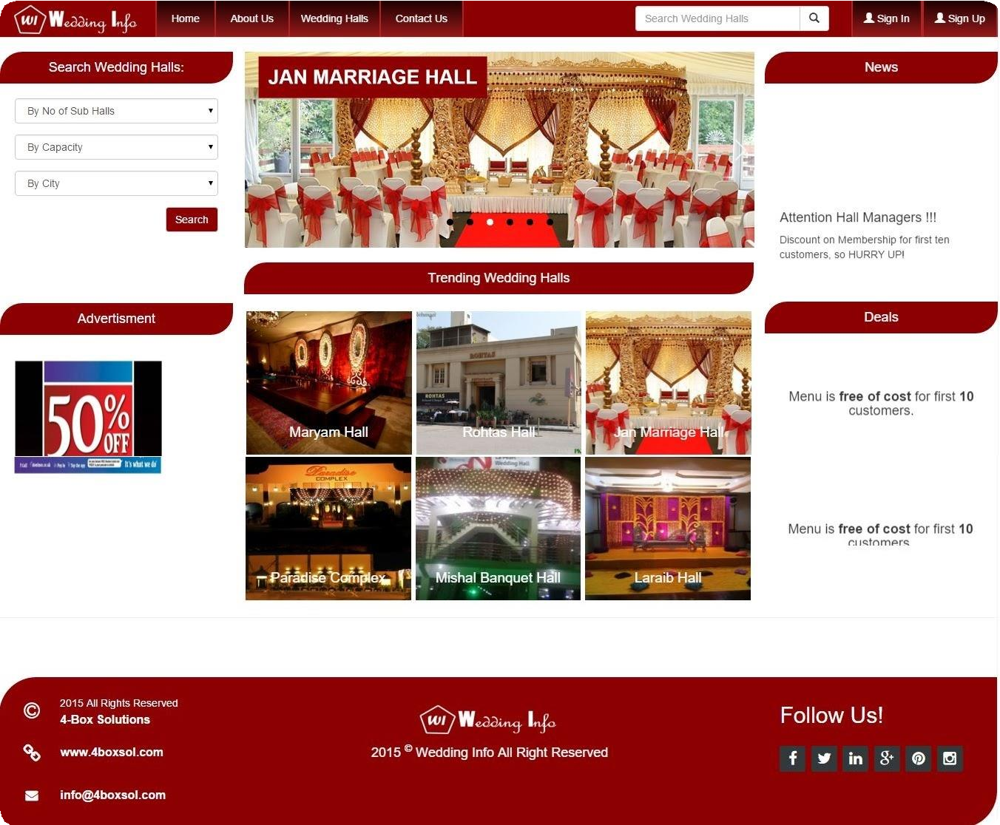 WI Wedding Info
Home
About Us
Wedding Halls
Contact Us
Search Wedding Halls
Sign In
Sign Up
Search Wedding Halls:
By No of Sub Halls
By Capacity
By City
Search
JAN MARRIAGE HALL
News
Attention Hall Managers !!!
Discount on Membership for first ten
customers, so HURRY UP!
Trending Wedding Halls
Advertisment
50%
OFF
It's what we do
ROHTAS
ROHTAS
Maryam Hall
Rohtas Hall
Jan Marriage Hall
Paradise
COMPLEX
Wedding Hall
Paradise Complex
Mishal Banquet Hall
Laraib Hall
Deals
Menu is free of cost for first 10
customers.
Menu is free of cost for first 10
customers
© 2015 All Rights Reserved
4-Box Solutions
www.4boxsol.com
info@4boxsol.com
WI Wedding Info
2015 © Wedding Info All Right Reserved
Follow Us!